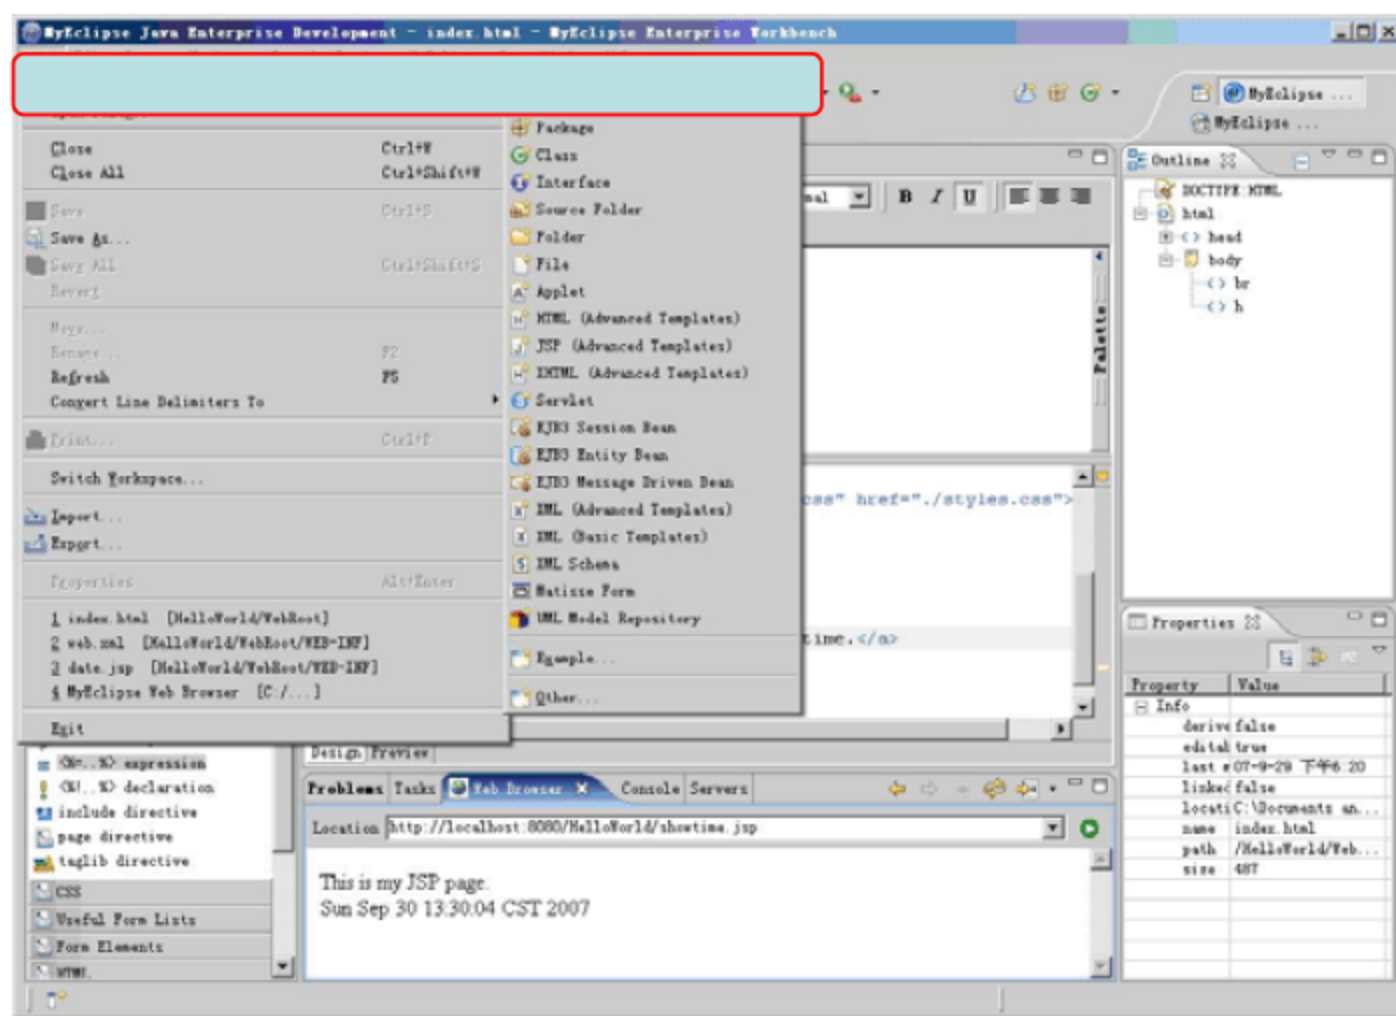 MyEclipse Java Enterprise Development - index.html - MyEclipse Enterprise Workbench
MyEclipse ...
MyEclipse ...
Close Ctrl+W
Close All Ctrl+Shift+W
Save Ctrl+S
Save As...
Save All Ctrl+Shift+S
Revert
Move...
Rename... F2
Refresh F5
Convert Line Delimiters To
Print... Ctrl+P
Switch Workspace...
Import...
Export...
Properties Alt+Enter
1 index.html [HelloWorld/WebRoot]
2 web.xml [HelloWorld/WebRoot/WEB-INF]
3 date.jsp [HelloWorld/WebRoot/WEB-INF]
4 MyEclipse Web Browser [C:/...]
Exit
Package
Class
Interface
Source Folder
Folder
File
Applet
HTML (Advanced Templates)
JSP (Advanced Templates)
XHTML (Advanced Templates)
Servlet
EJB3 Session Bean
EJB3 Entity Bean
EJB3 Message Driven Bean
XML (Advanced Templates)
XML (Basic Templates)
XML Schema
Matisse Form
UML Model Repository
Example...
Other...
B I U
Palette
css" href="./styles.css">
time.</a>
Design Preview
Outline
DOCTYPE:HTML
html
head
body
br
h
Properties
Property Value
Info
derive false
edital true
last m 07-9-29 下午6:20
linked false
locati C:\Documents an...
name index.html
path /HelloWorld/Web...
size 487
<%=..%> expression
<%!..%> declaration
include directive
page directive
taglib directive
CSS
Useful Form Lists
Form Elements
HTML
Problems Tasks Web Browser Console Servers
Location http://localhost:8080/HelloWorld/showtime.jsp
This is my JSP page.
Sun Sep 30 13:30:04 CST 2007